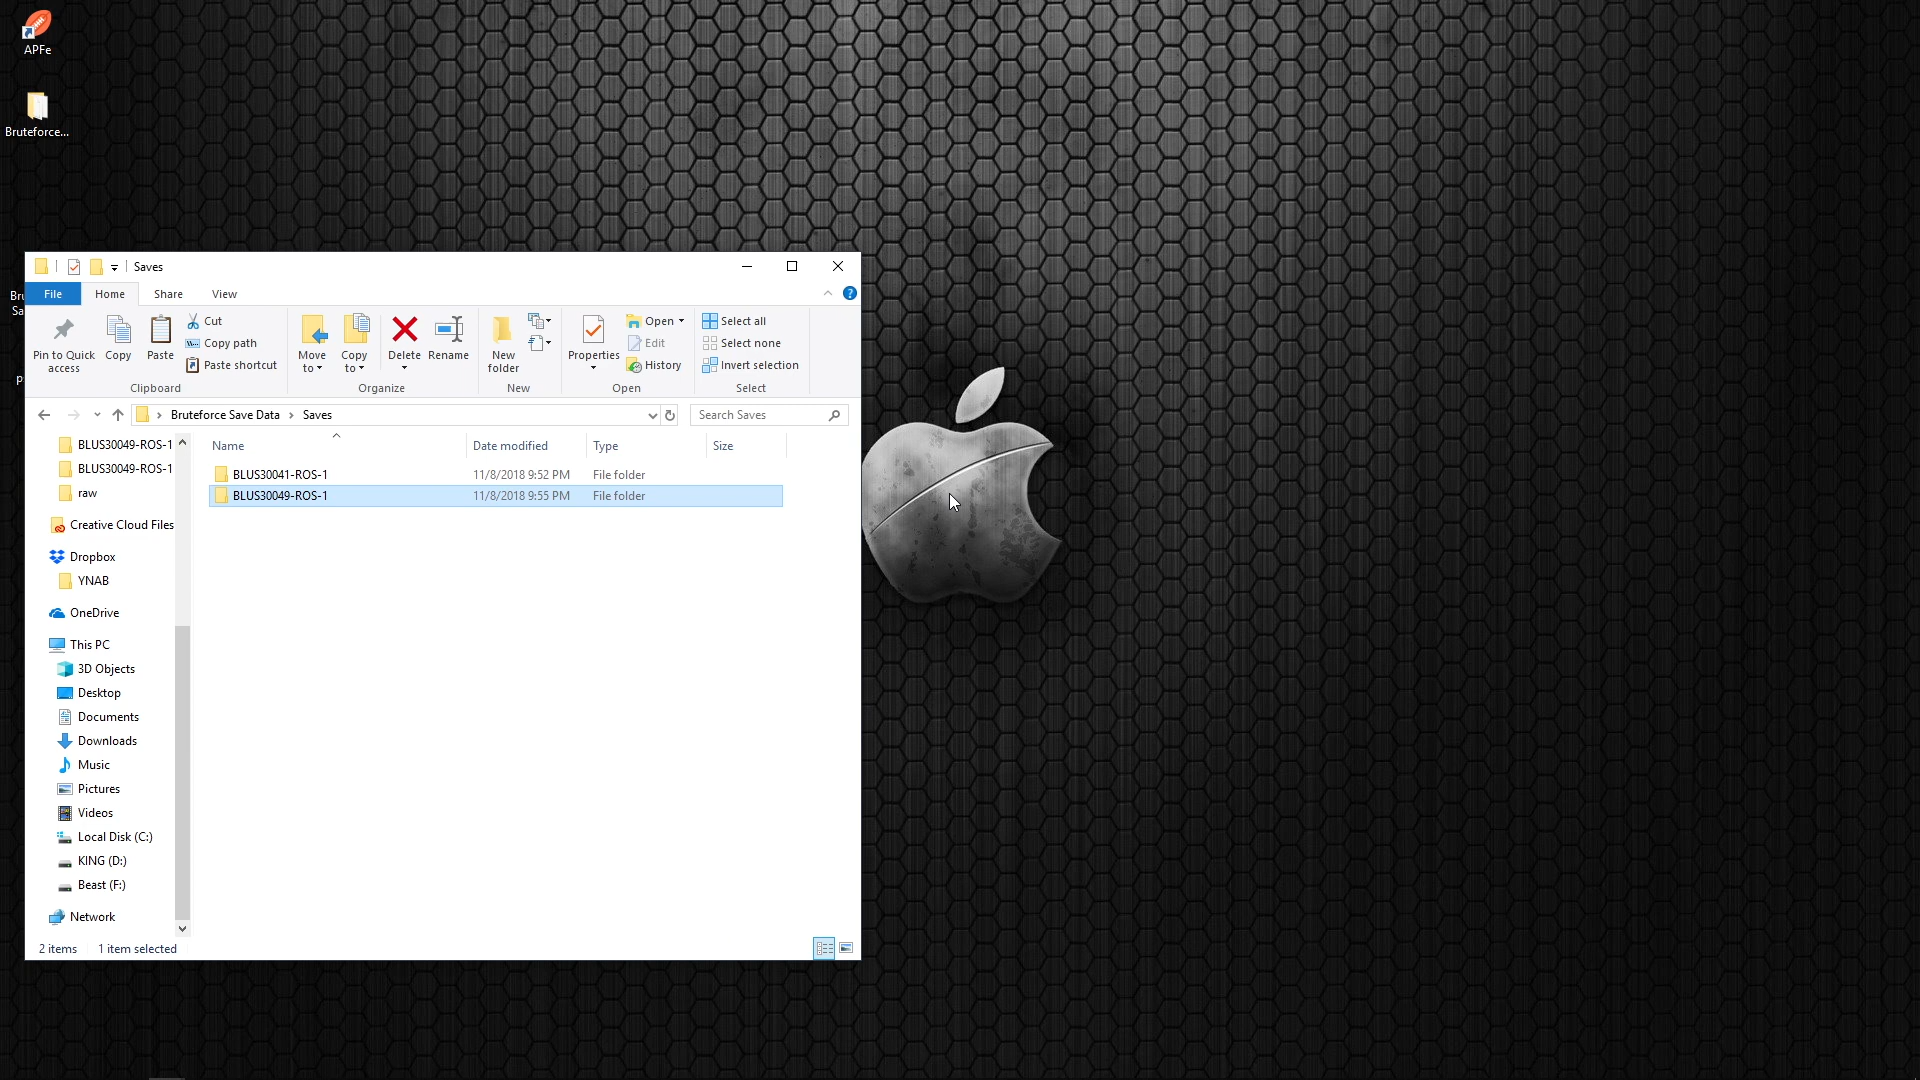 APFe
Bruteforce...
Saves
File Home Share View
Pin to Quick access
Copy
Paste
Cut
Copy path
Paste shortcut
Clipboard
Move to
Copy to
Delete
Rename
Organize
New folder
New
Properties
Open
Edit
History
Open
Select all
Select none
Invert selection
Select
Bruteforce Save Data > Saves
Search Saves
Name Date modified Type Size
BLUS30041-ROS-1 11/8/2018 9:52 PM File folder
BLUS30049-ROS-1 11/8/2018 9:55 PM File folder
BLUS30049-ROS-1
BLUS30049-ROS-1
raw
Creative Cloud Files
Dropbox
YNAB
OneDrive
This PC
3D Objects
Desktop
Documents
Downloads
Music
Pictures
Videos
Local Disk (C:)
KING (D:)
Beast (F:)
Network
2 items 1 item selected